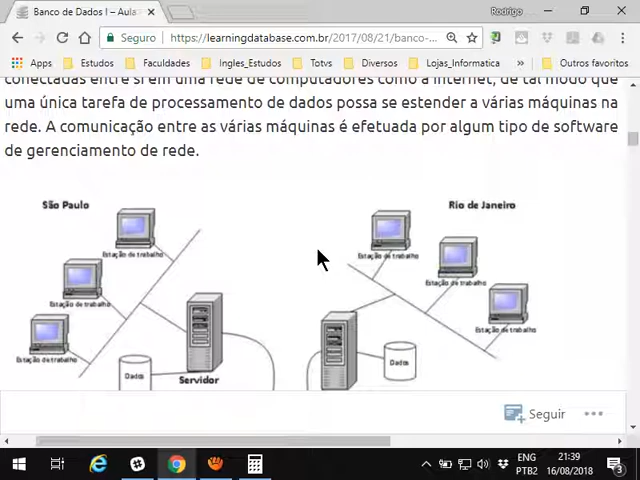 Banco de Dados I – Aula
Rodrigo
Seguro
https://learningdatabase.com.br/2017/08/21/banco-...
Apps
Estudos
Faculdades
Ingles_Estudos
Totvs
Diversos
Lojas_Informatica
»
Outros favoritos
conectadas entre si em uma rede de computadores como a Internet, de tal modo que
uma única tarefa de processamento de dados possa se estender a várias máquinas na
rede. A comunicação entre as várias máquinas é efetuada por algum tipo de software
de gerenciamento de rede.
São Paulo
Rio de Janeiro
Estação de trabalho
Estação de trabalho
Estação de trabalho
Estação de trabalho
Estação de trabalho
Estação de trabalho
Dados
Servidor
Dados
Seguir
ENG
21:39
PTB2
16/08/2018
3